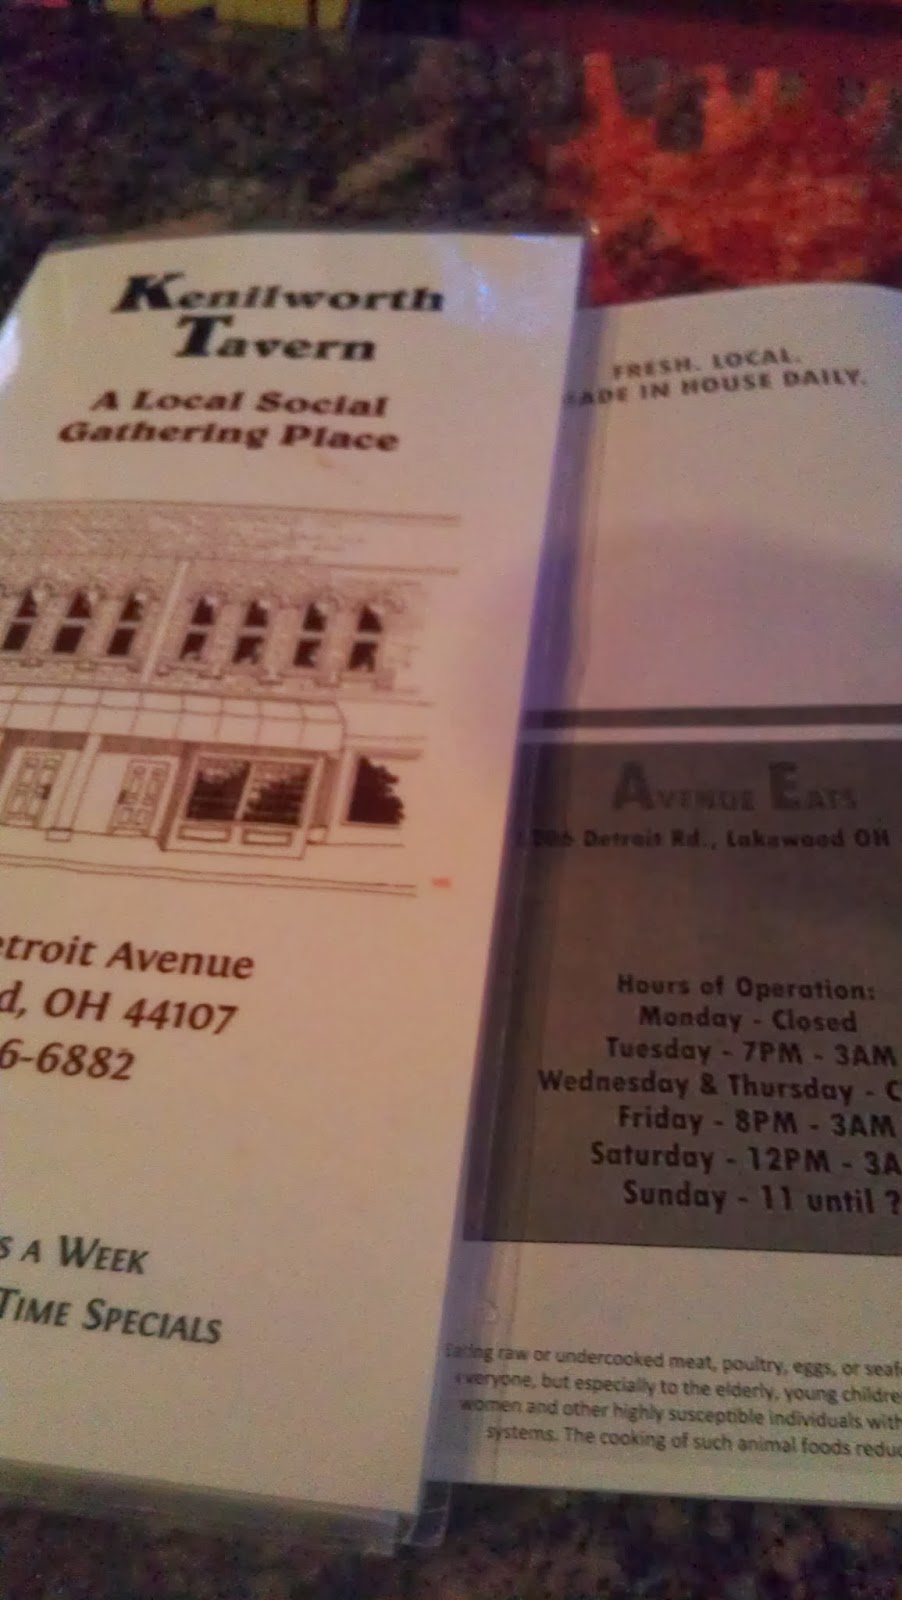 Kenilworth
Tavern
A Local Social
Gathering Place
etroit Avenue
d, OH 44107
6-6882
S A WEEK
TIME SPECIALS
FRESH. LOCAL.
ADE IN HOUSE DAILY.
AVENUE EATS
Detroit Rd., Lakewood OH
Hours of Operation:
Monday - Closed
Tuesday - 7PM - 3AM
Wednesday & Thursday - C
Friday - 8PM - 3AM
Saturday - 12PM - 3A
Sunday - 11 until ?
Eating raw or undercooked meat, poultry, eggs, or seaf
everyone, but especially to the elderly, young childre
women and other highly susceptible individuals with
systems. The cooking of such animal foods reduc